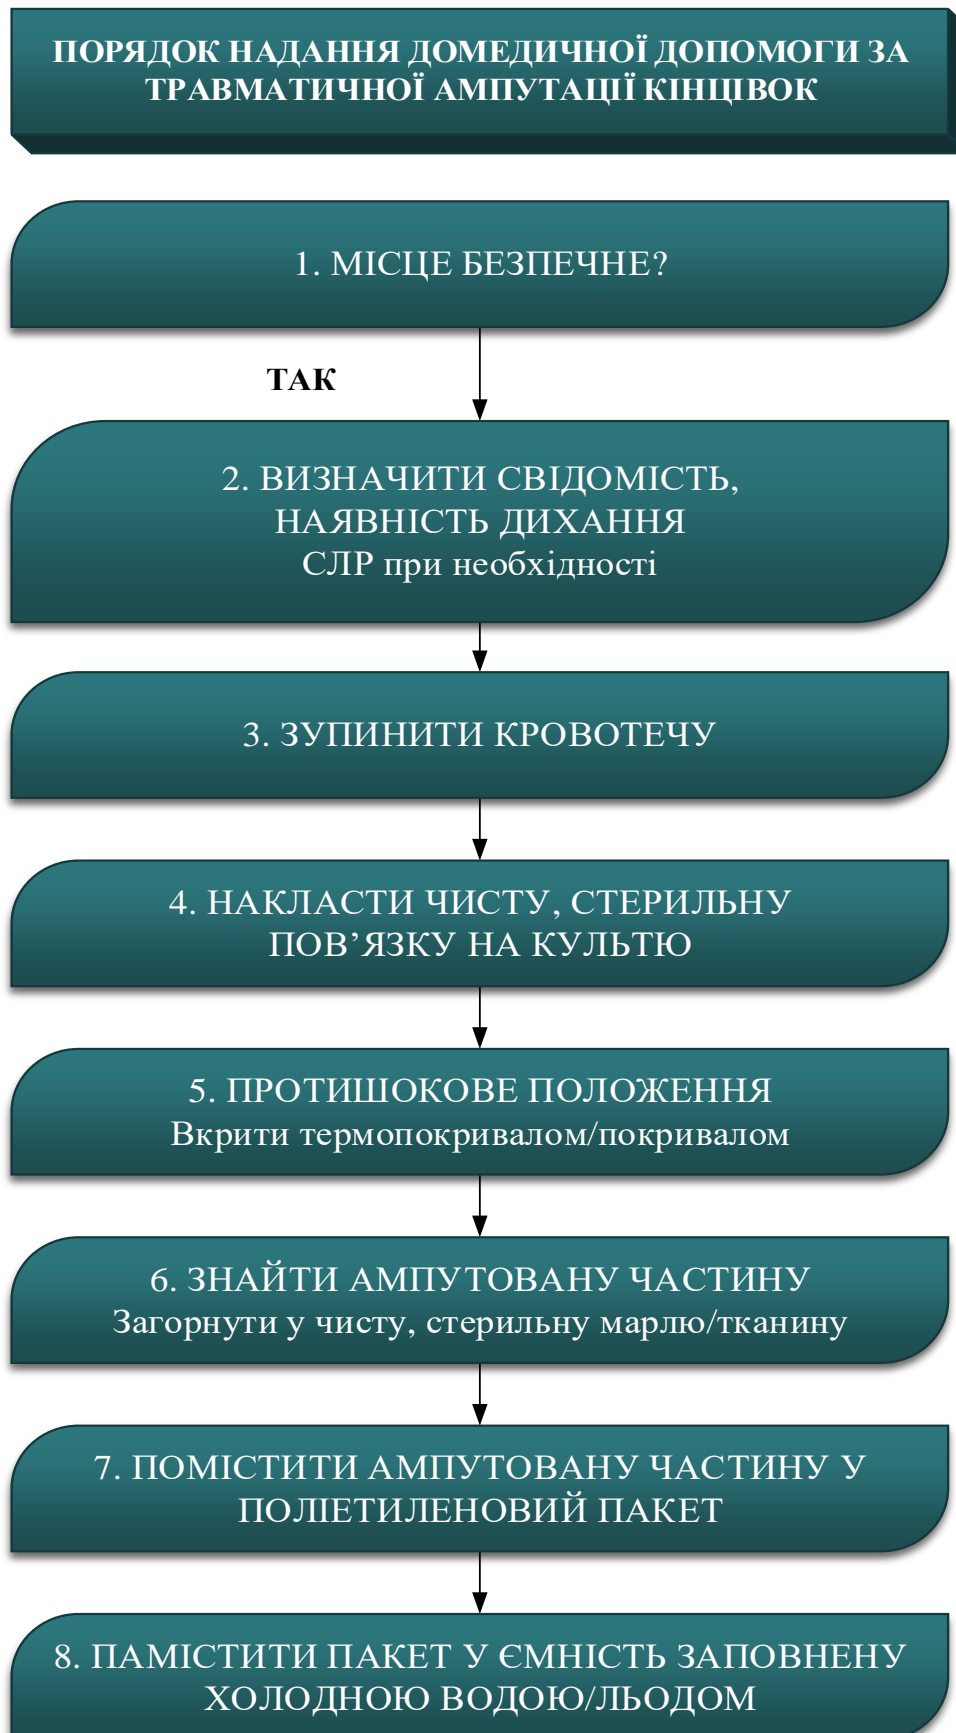 ПОРЯДОК НАДАННЯ ДОМЕДИЧНОЇ ДОПОМОГИ ЗА
ТРАВМАТИЧНОЇ АМПУТАЦІЇ КІНЦІВОК
1. МІСЦЕ БЕЗПЕЧНЕ?
ТАК
2. ВИЗНАЧИТИ СВІДОМІСТЬ,
НАЯВНІСТЬ ДИХАННЯ
СЛР при необхідності
3. ЗУПИНИТИ КРОВОТЕЧУ
4. НАКЛАСТИ ЧИСТУ, СТЕРИЛЬНУ
ПОВ’ЯЗКУ НА КУЛЬТЮ
5. ПРОТИШОКОВЕ ПОЛОЖЕННЯ
Вкрити термопокривалом/покривалом
6. ЗНАЙТИ АМПУТОВАНУ ЧАСТИНУ
Загорнути у чисту, стерильну марлю/тканину
7. ПОМІСТИТИ АМПУТОВАНУ ЧАСТИНУ У
ПОЛІЕТИЛЕНОВИЙ ПАКЕТ
8. ПАМІСТИТИ ПАКЕТ У ЄМНІСТЬ ЗАПОВНЕНУ
ХОЛОДНОЮ ВОДОЮ/ЛЬОДОМ